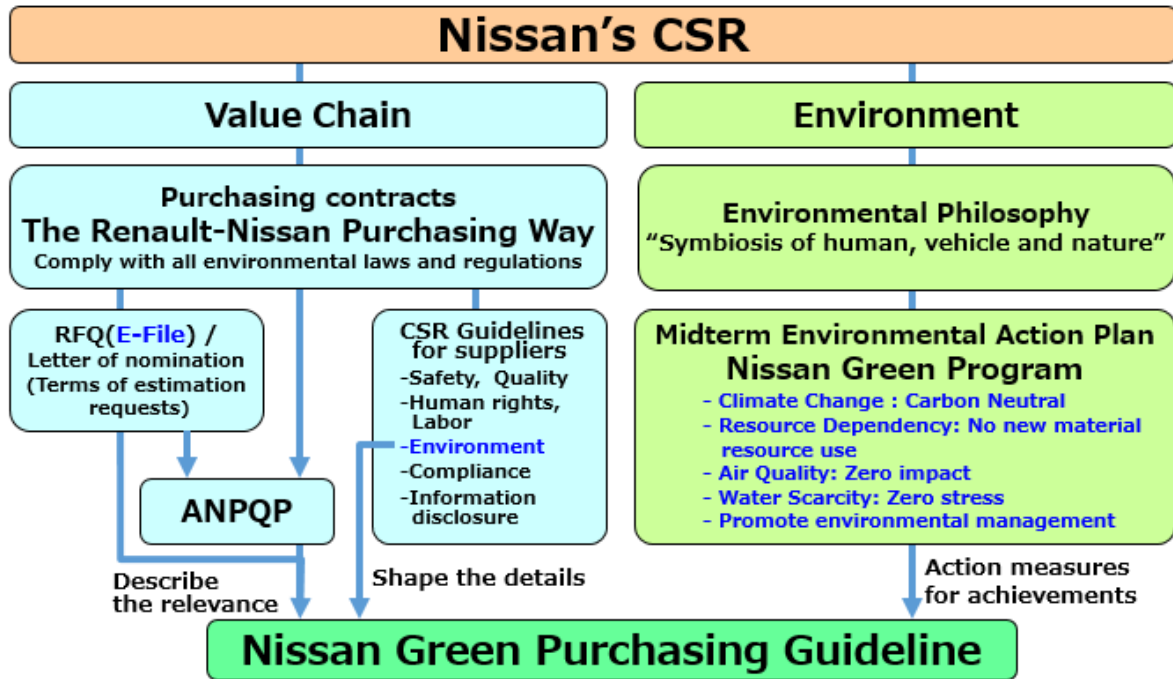 Nissan's CSR
Value Chain
Environment
Purchasing contracts
The Renault-Nissan Purchasing Way
Comply with all environmental laws and regulations
Environmental Philosophy
“Symbiosis of human, vehicle and nature”
RFQ(E-File) /
Letter of nomination
(Terms of estimation
requests)
CSR Guidelines
for suppliers
-Safety, Quality
-Human rights,
Labor
-Environment
-Compliance
-Information
disclosure
Midterm Environmental Action Plan
Nissan Green Program
- Climate Change : Carbon Neutral
- Resource Dependency: No new material
resource use
- Air Quality: Zero impact
- Water Scarcity: Zero stress
- Promote environmental management
ANPQP
Describe
the relevance
Shape the details
Action measures
for achievements
Nissan Green Purchasing Guideline